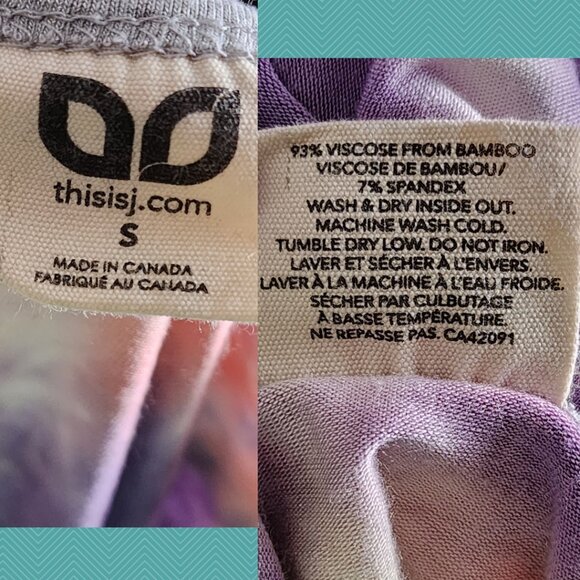 thisisj.com
S
MADE IN CANADA
FABRIQUÉ AU CANADA
93% VISCOSE FROM BAMBOO
VISCOSE DE BAMBOU/
7% SPANDEX
WASH & DRY INSIDE OUT.
MACHINE WASH COLD.
TUMBLE DRY LOW. DO NOT IRON.
LAVER ET SÉCHER À L'ENVERS.
LAVER À LA MACHINE À L'EAU FROIDE.
SÉCHER PAR CULBUTAGE
À BASSE TEMPÉRATURE.
NE REPASSE PAS. CA42091